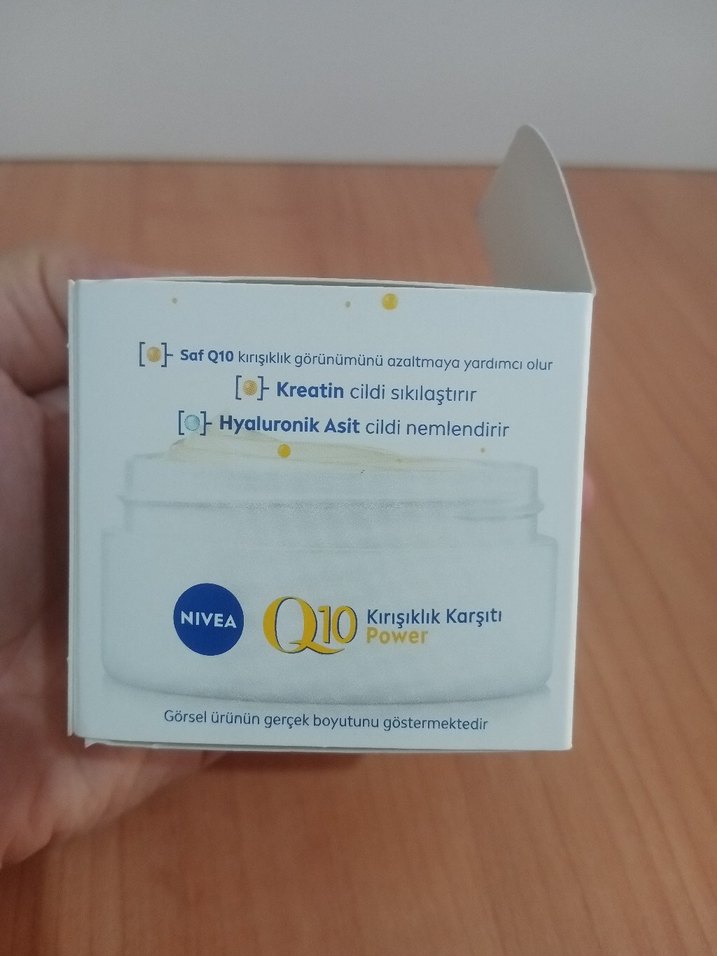 Saf Q10 kırışıklık görünümünü azaltmaya yardımcı olur
Kreatin cildi sıkılaştırır
Hyaluronik Asit cildi nemlendirir
NIVEA
Q10 Kırışıklık Karşıtı
Power
Görsel ürünün gerçek boyutunu göstermektedir